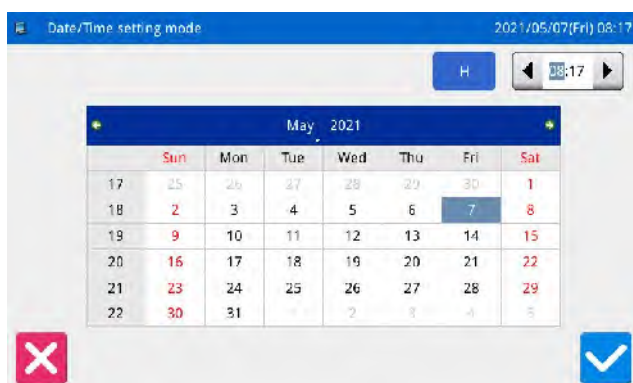 Date/Time setting mode 2021/05/07(Fri) 08:17
H 08:17
May 2021
Sun Mon Tue Wed Thu Fri Sat
17 25 26 27 28 29 30 1
18 2 3 4 5 6 7 8
19 9 10 11 12 13 14 15
20 16 17 18 19 20 21 22
21 23 24 25 26 27 28 29
22 30 31 1 2 3 4 5